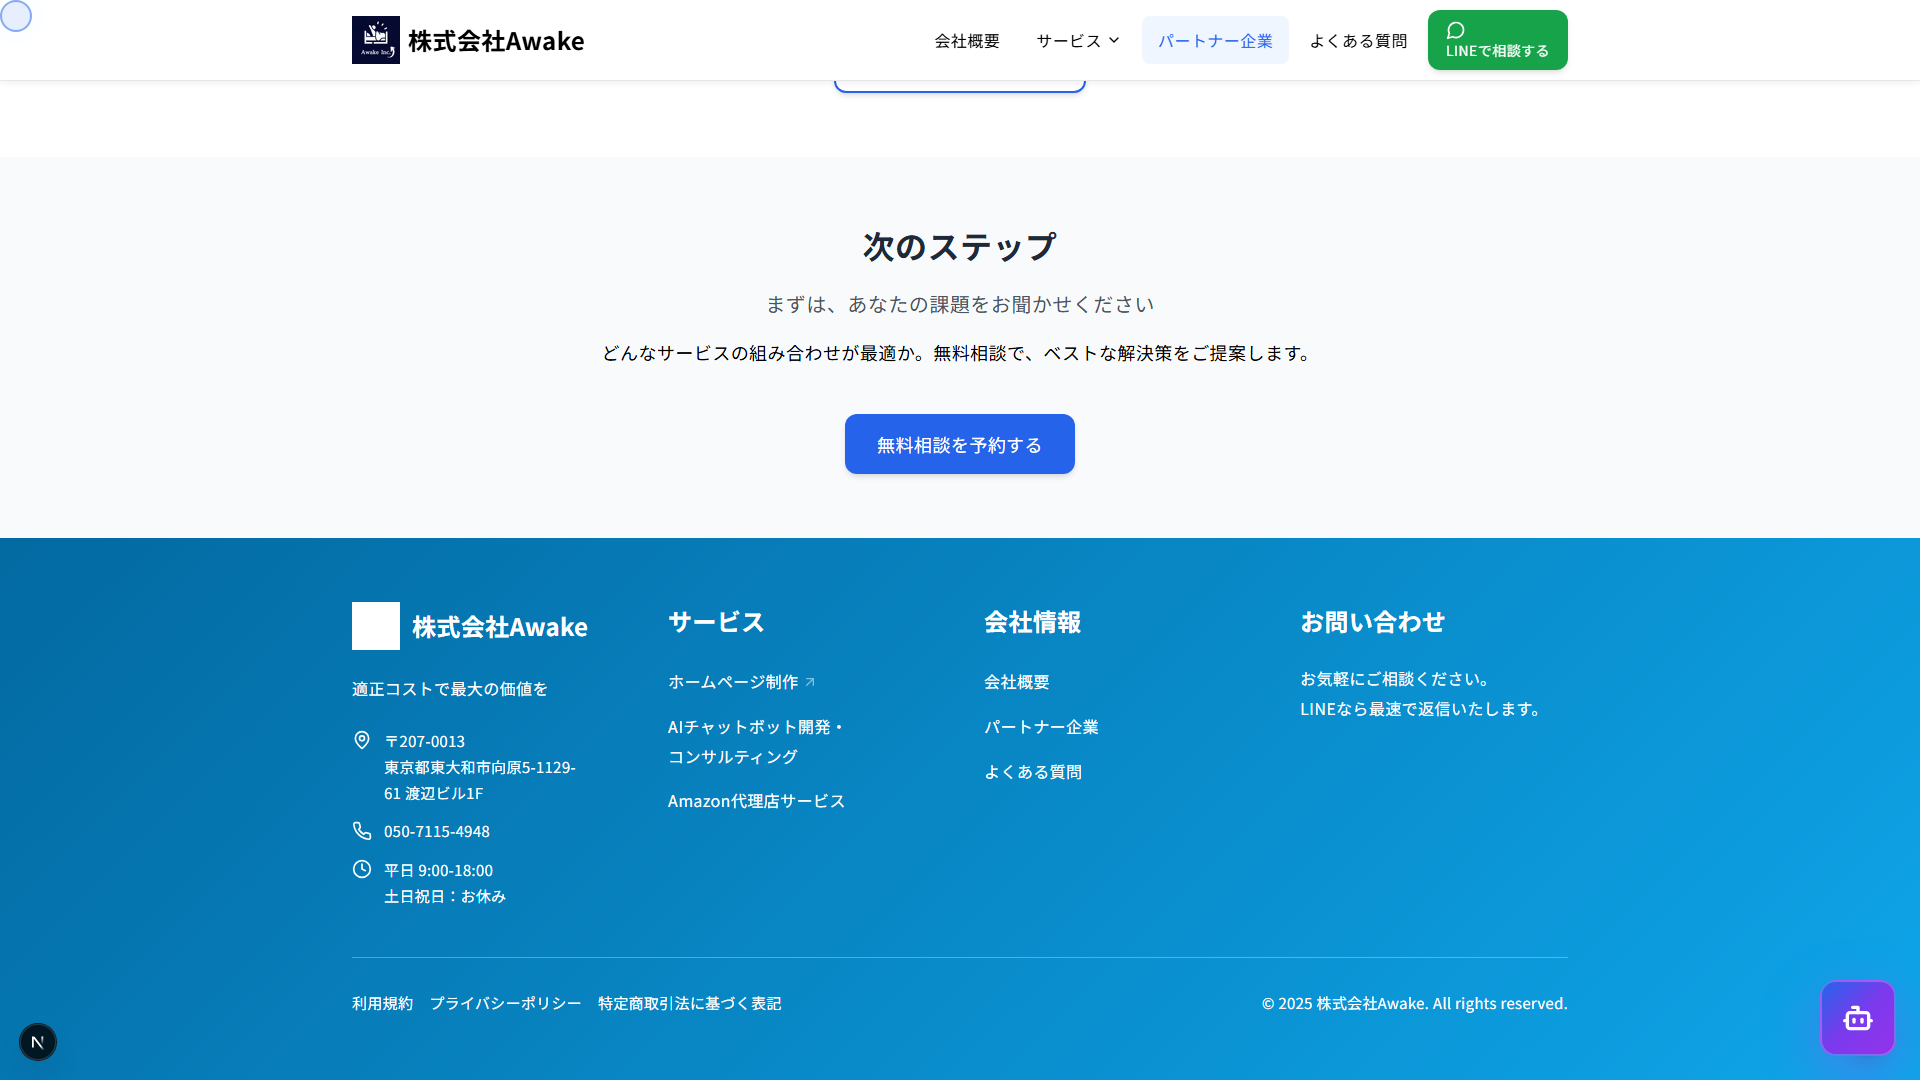 Awake Inc.
株式会社Awake
会社概要
サービス
パートナー企業
よくある質問
LINEで相談する
次のステップ
まずは、あなたの課題をお聞かせください
どんなサービスの組み合わせが最適か。無料相談で、ベストな解決策をご提案します。
無料相談を予約する
株式会社Awake
適正コストで最大の価値を
〒207-0013
東京都東大和市向原5-1129-
61 渡辺ビル1F
050-7115-4948
平日 9:00-18:00
土日祝日：お休み
サービス
ホームページ制作
AIチャットボット開発・
コンサルティング
Amazon代理店サービス
会社情報
会社概要
パートナー企業
よくある質問
お問い合わせ
お気軽にご相談ください。
LINEなら最速で返信いたします。
利用規約
プライバシーポリシー
特定商取引法に基づく表記
© 2025 株式会社Awake. All rights reserved.
N